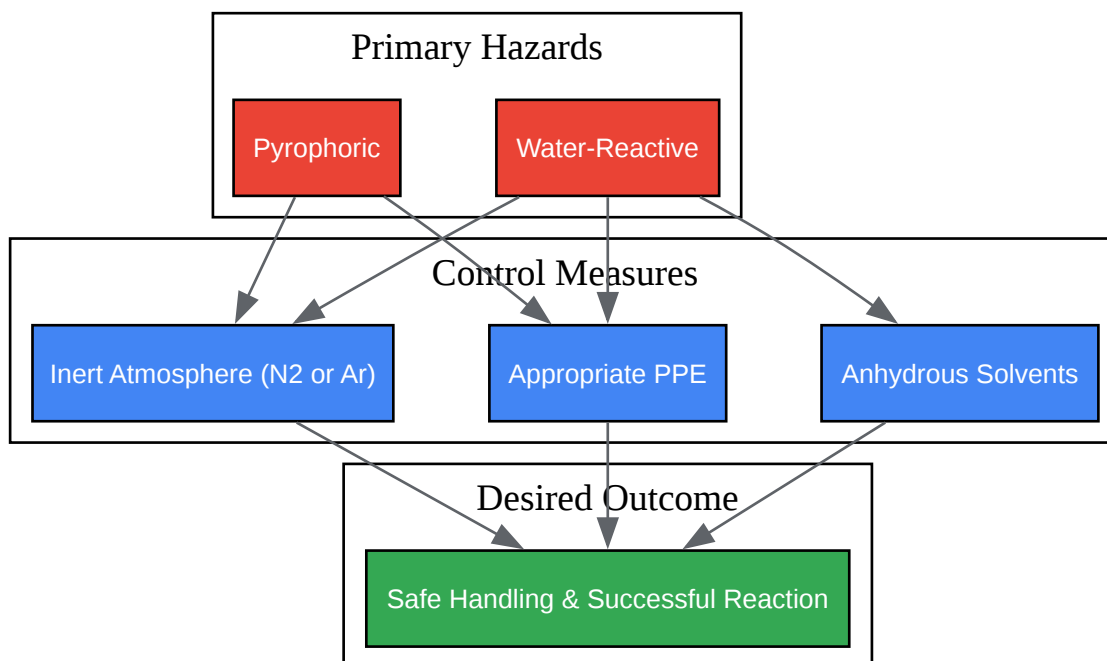 Primary Hazards
Pyrophoric
Water-Reactive
Control Measures
Inert Atmosphere (N2 or Ar)
Appropriate PPE
Anhydrous Solvents
Desired Outcome
Safe Handling & Successful Reaction